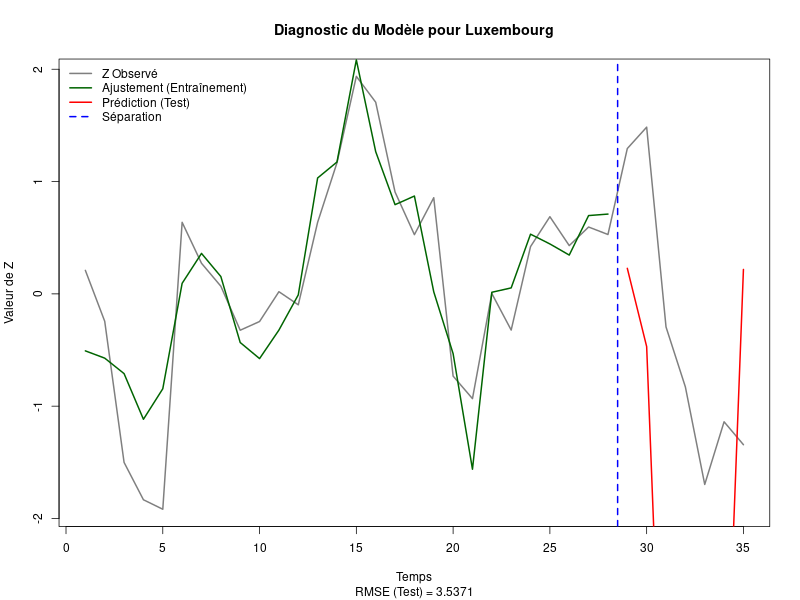 Diagnostic du Modèle pour Luxembourg
Z Observé
Ajustement (Entraînement)
Prédiction (Test)
Séparation
Valeur de Z
2
1
0
-1
-2
0 5 10 15 20 25 30 35
Temps
RMSE (Test) = 3.5371